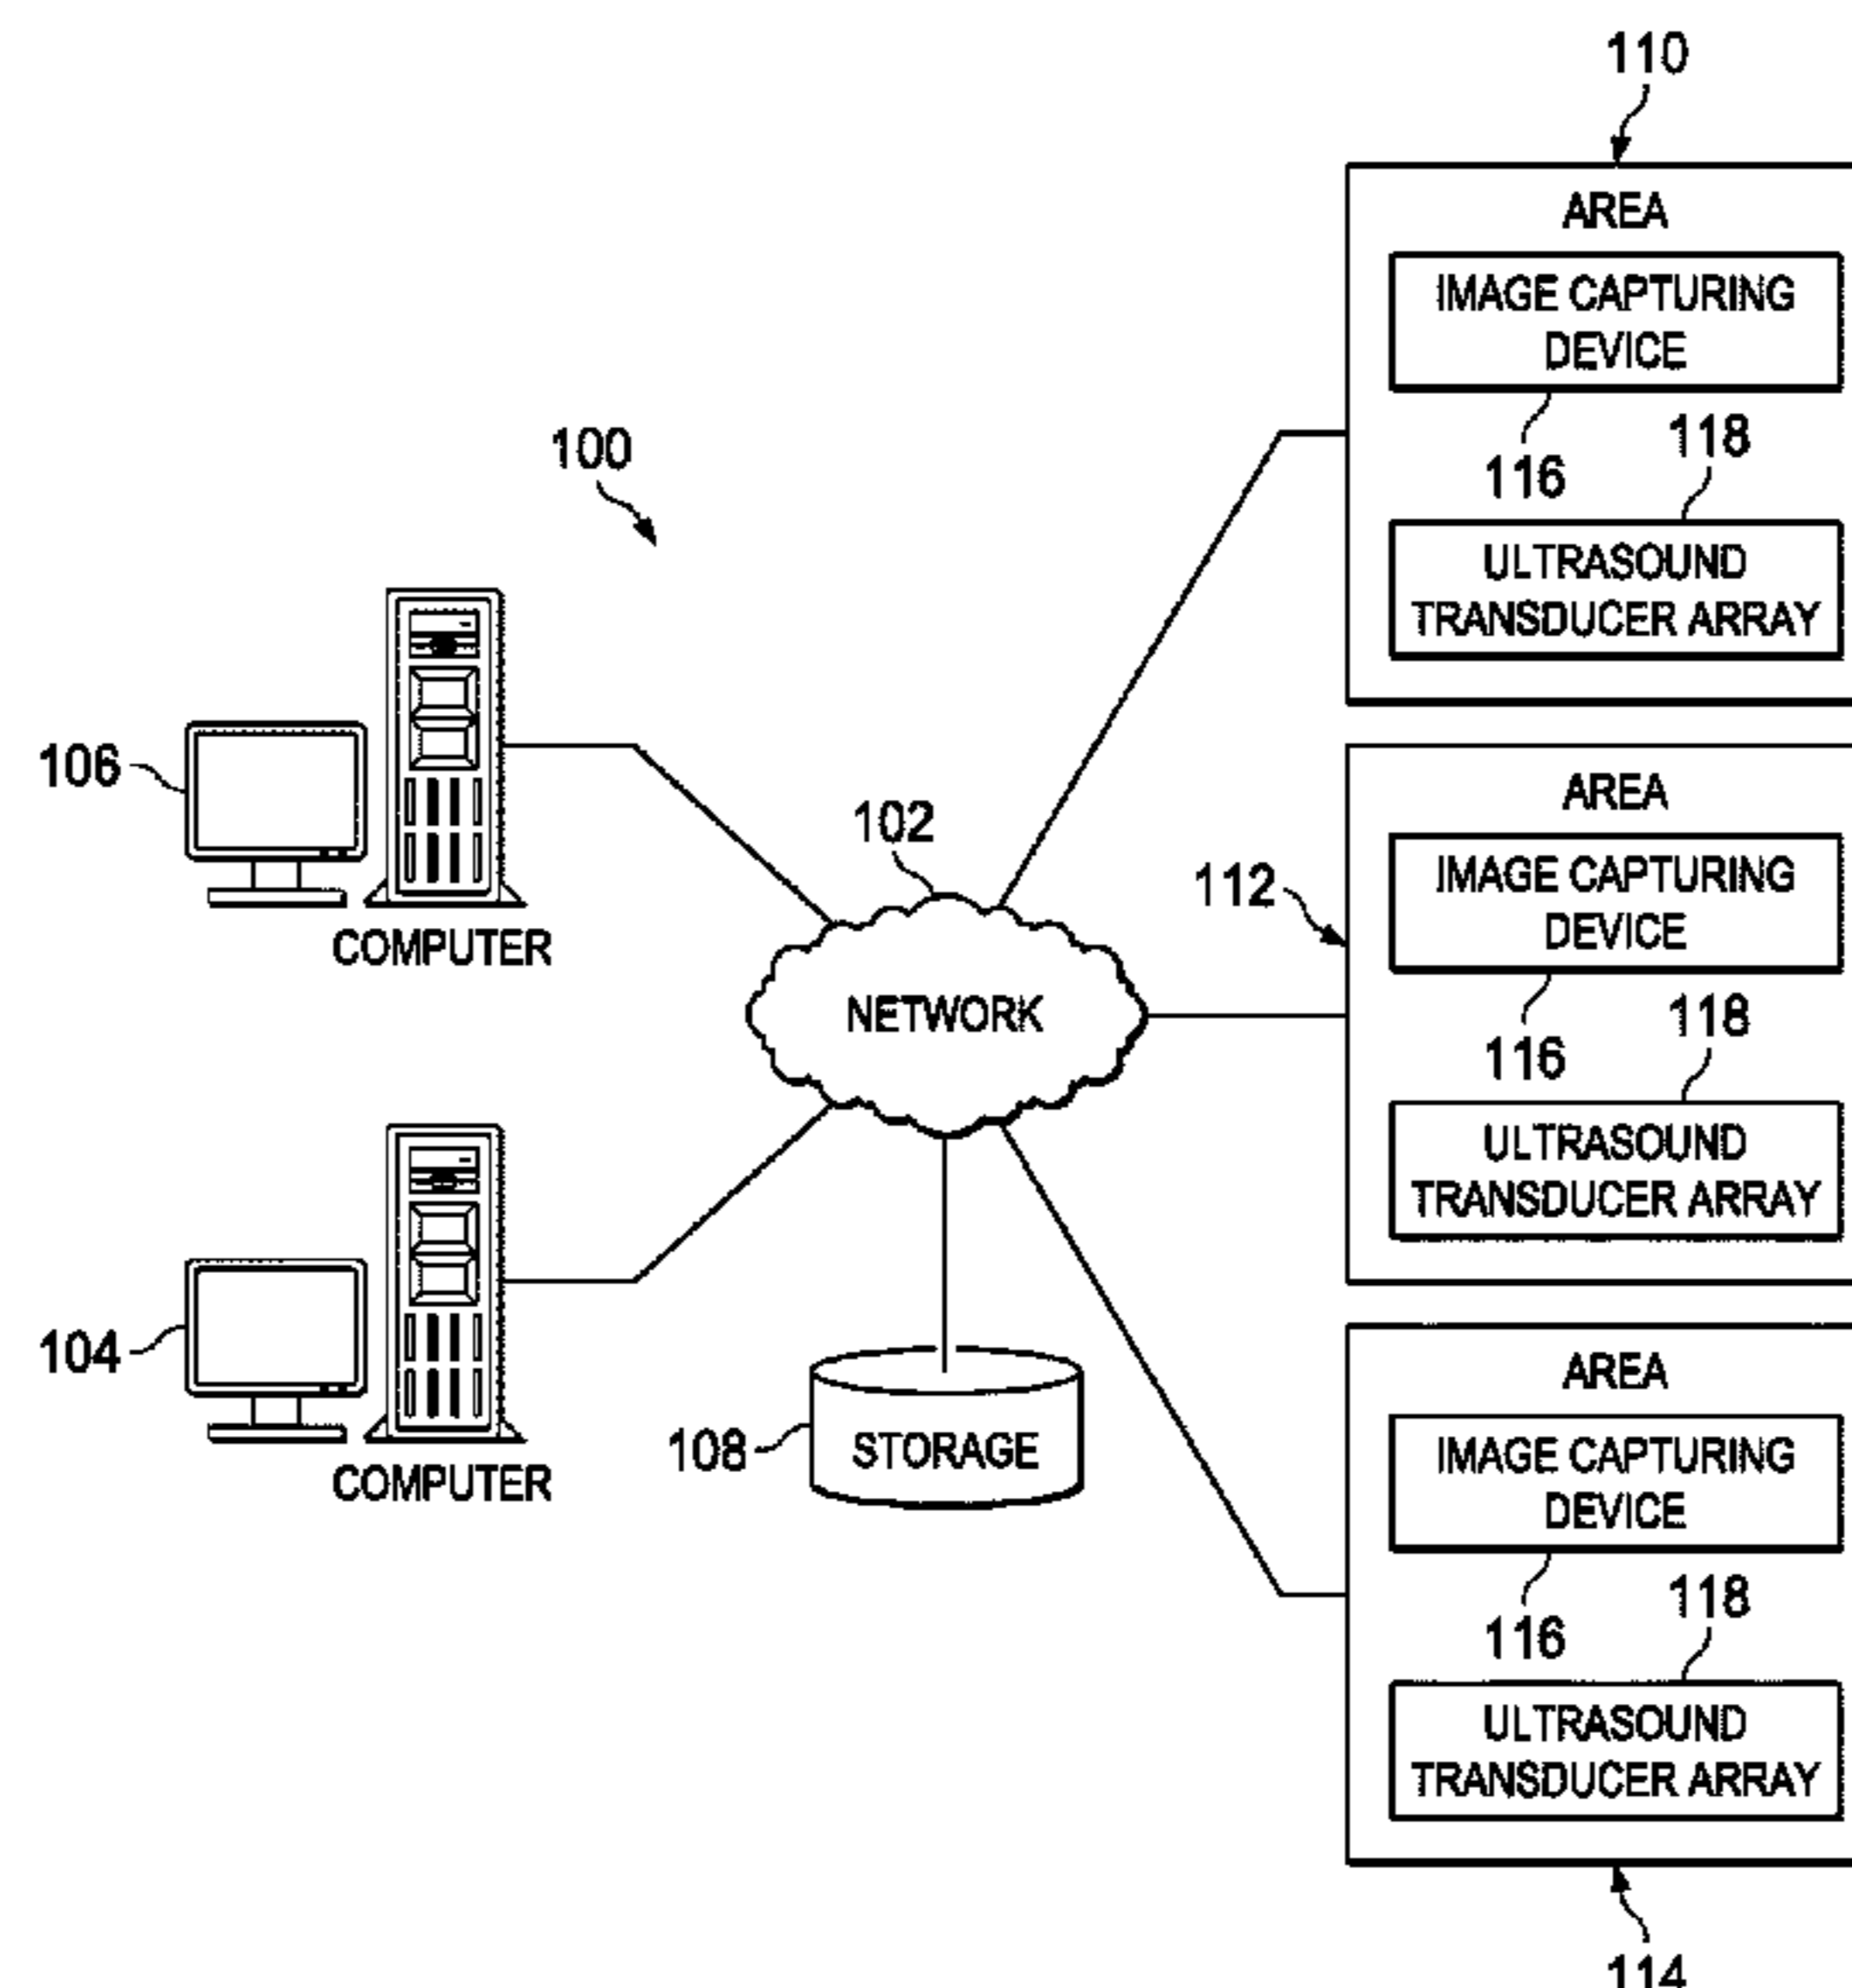 110
AREA
IMAGE CAPTURING
DEVICE
116
118
ULTRASOUND
TRANSDUCER ARRAY
100
106
COMPUTER
102
NETWORK
112
AREA
IMAGE CAPTURING
DEVICE
116
118
ULTRASOUND
TRANSDUCER ARRAY
104
COMPUTER
108
STORAGE
AREA
IMAGE CAPTURING
DEVICE
116
118
ULTRASOUND
TRANSDUCER ARRAY
114